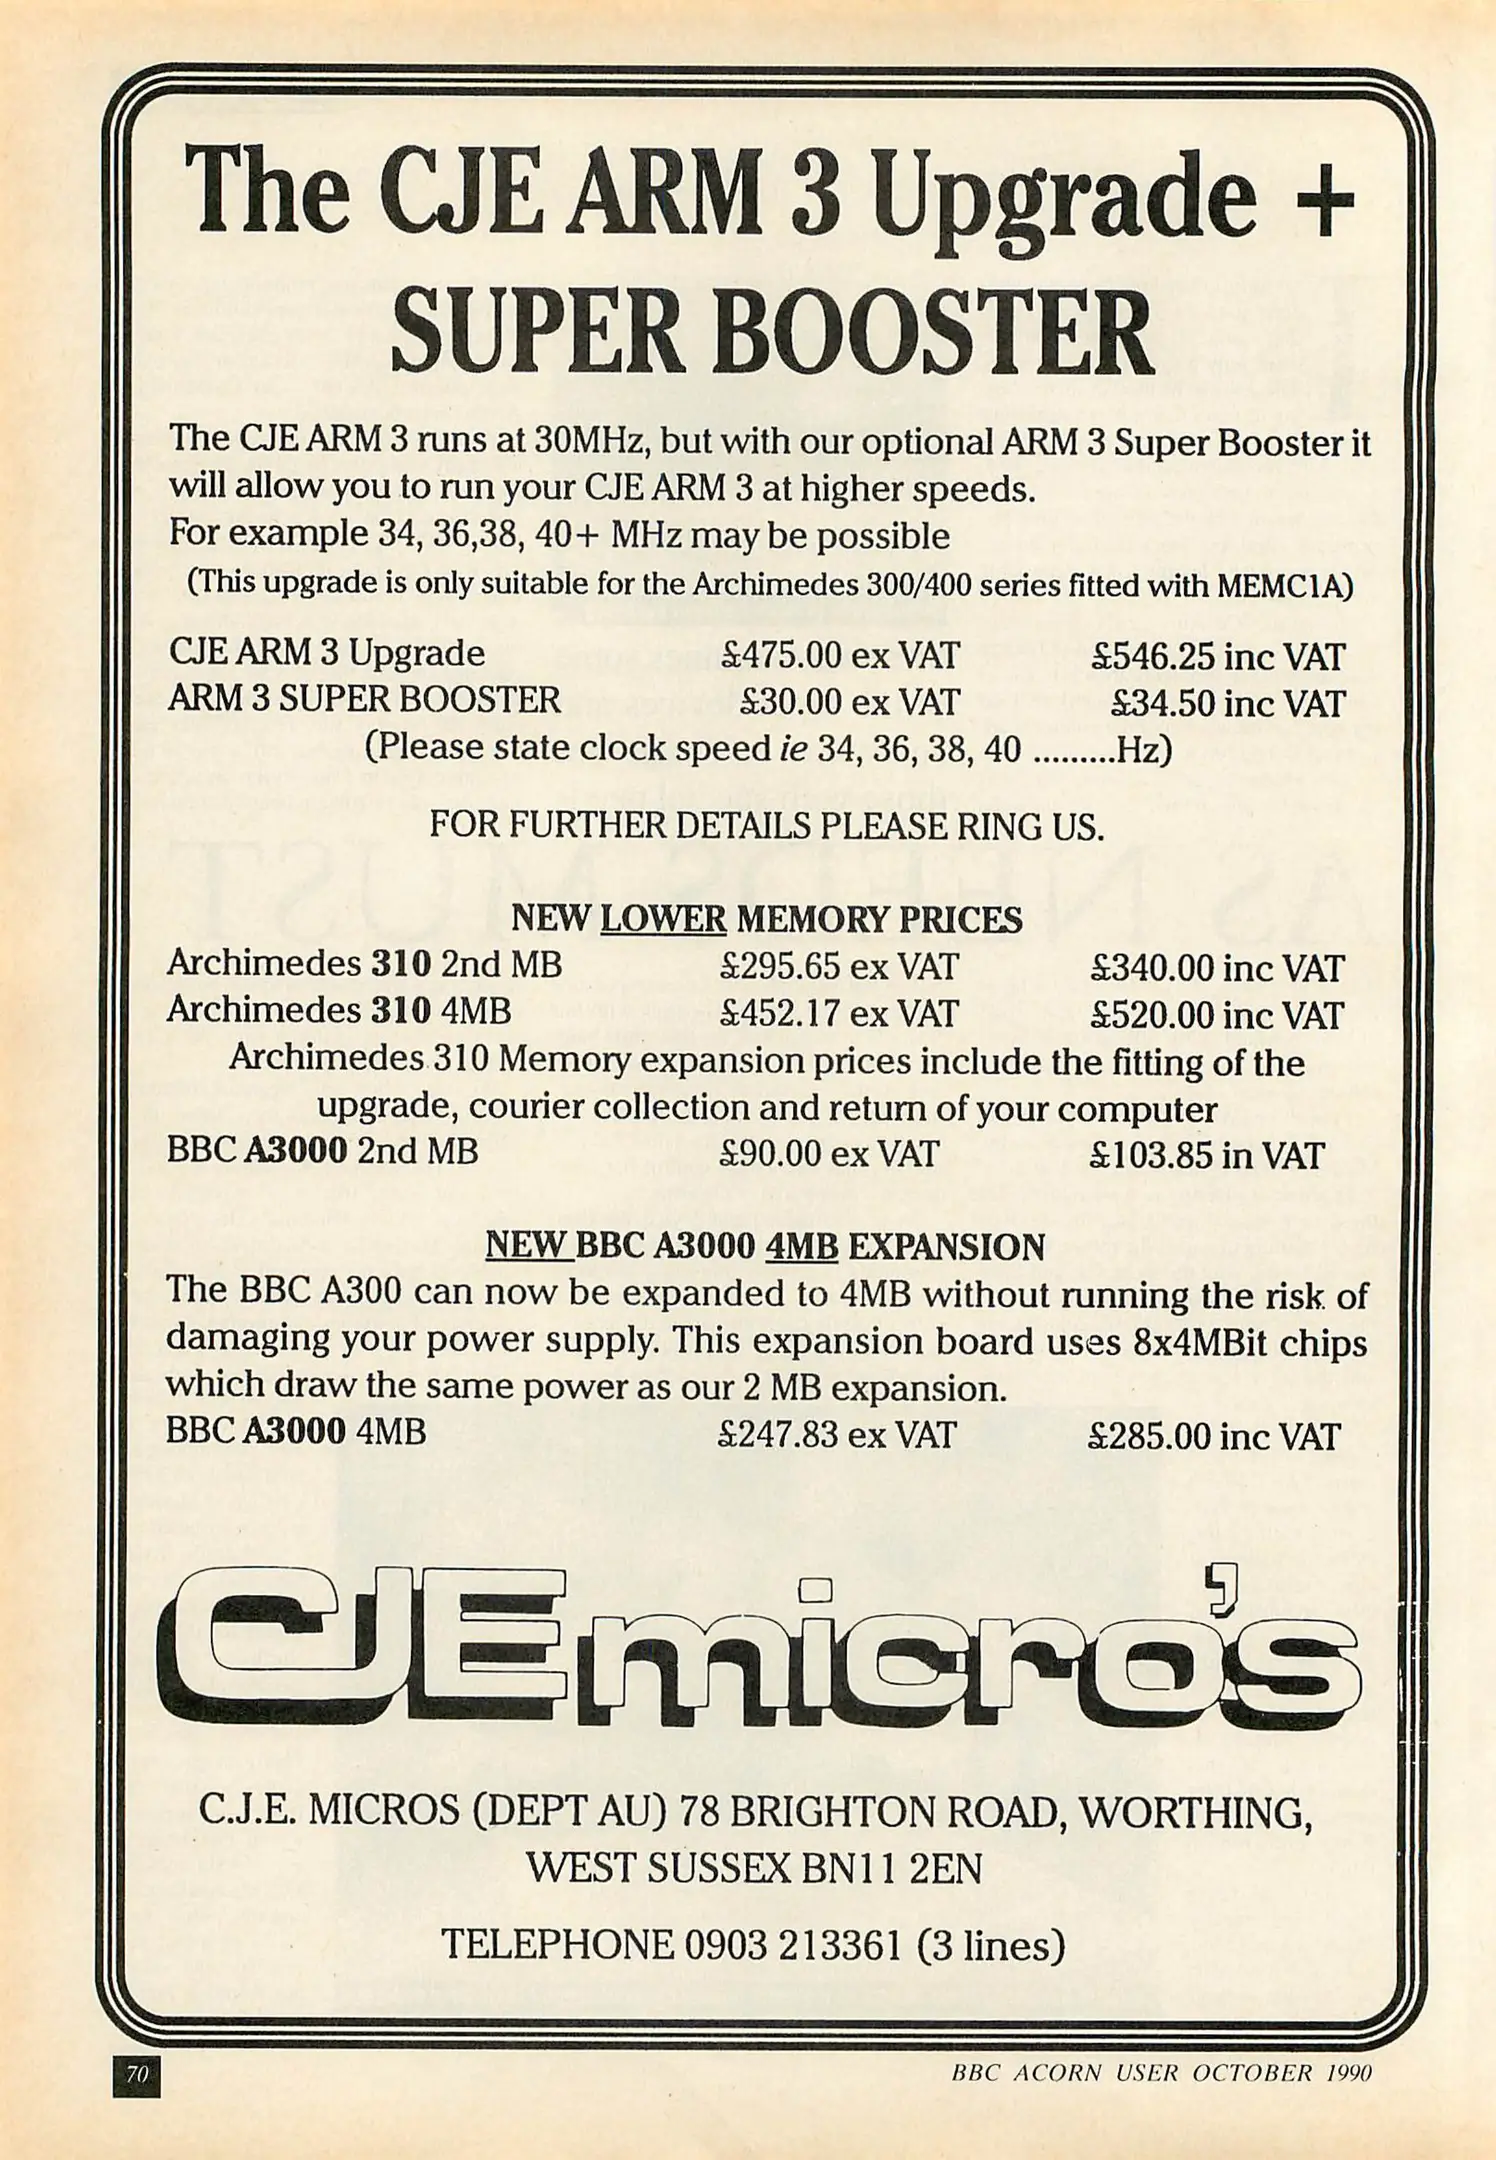 The CJE ARM 3 Upgrade +
SUPER BOOSTER
The CJE ARM 3 runs at 30MHz, but with our optional ARM 3 Super Booster it
will allow you to run your CJE ARM 3 at higher speeds.
For example 34, 36,38, 40+ MHz may be possible
(This upgrade is only suitable for the Archimedes 300/400 series fitted with MEMC1A)
CJE ARM 3 Upgrade £475.00 ex VAT £546.25 inc VAT
ARM 3 SUPER BOOSTER £30.00 ex VAT £34.50 inc VAT
(Please state clock speed ie 34, 36, 38, 40 .........Hz)
FOR FURTHER DETAILS PLEASE RING US.
NEW LOWER MEMORY PRICES
Archimedes 310 2nd MB £295.65 ex VAT £340.00 inc VAT
Archimedes 310 4MB £452.17 ex VAT £520.00 inc VAT
Archimedes 310 Memory expansion prices include the fitting of the
upgrade, courier collection and return of your computer
BBC A3000 2nd MB £90.00 ex VAT £103.85 in VAT
NEW BBC A3000 4MB EXPANSION
The BBC A300 can now be expanded to 4MB without running the risk of
damaging your power supply. This expansion board uses 8x4MBit chips
which draw the same power as our 2 MB expansion.
BBC A3000 4MB £247.83 ex VAT £285.00 inc VAT
CJE micro's
C.J.E. MICROS (DEPT AU) 78 BRIGHTON ROAD, WORTHING,
WEST SUSSEX BN11 2EN
TELEPHONE 0903 213361 (3 lines)
70 BBC ACORN USER OCTOBER 1990